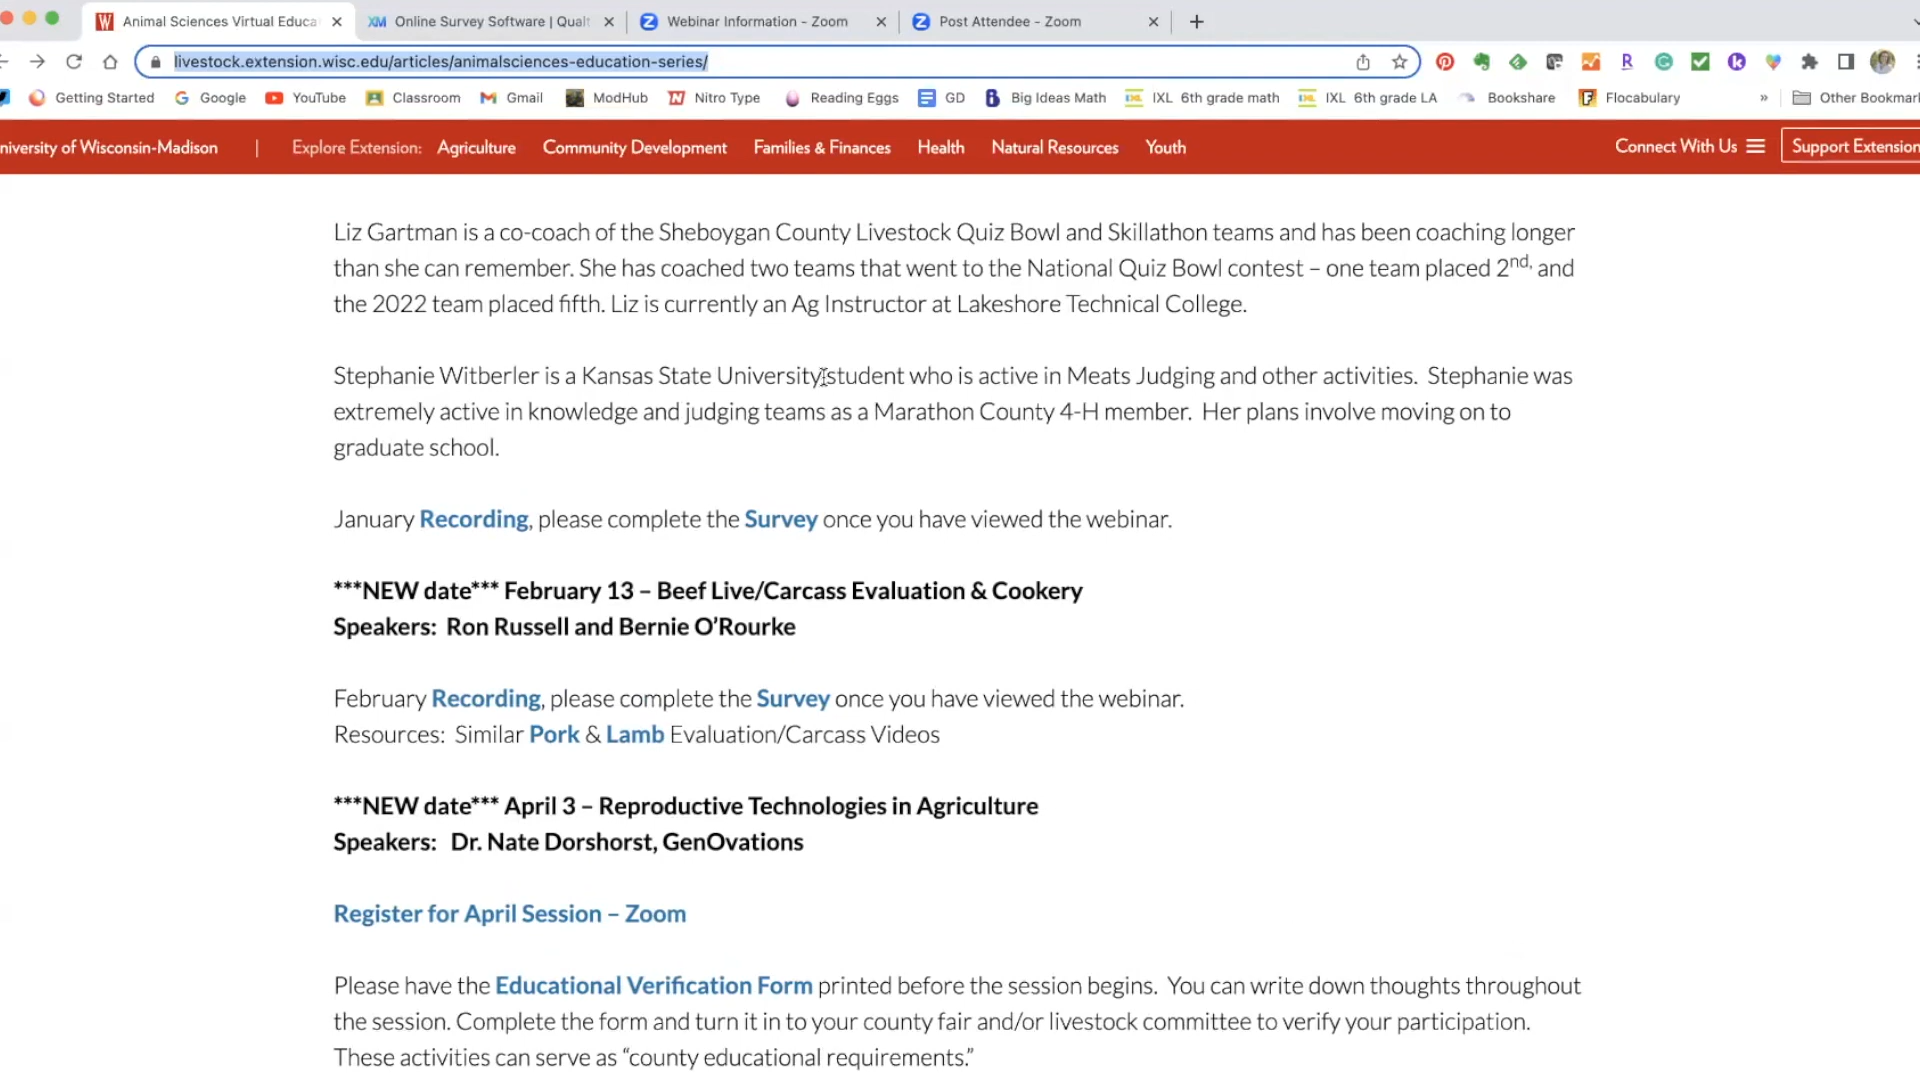 Animal Sciences Virtual Educa
Online Survey Software | Qualt
Webinar Information - Zoom
Post Attendee - Zoom
livestock.extension.wisc.edu/articles/animalsciences-education-series/
Getting Started Google YouTube Classroom Gmail ModHub Nitro Type Reading Eggs GD Big Ideas Math IXL 6th grade math IXL 6th grade LA Bookshare Flocabulary » Other Bookmar
niversity of Wisconsin-Madison | Explore Extension: Agriculture Community Development Families & Finances Health Natural Resources Youth Connect With Us Support Extension
Liz Gartman is a co-coach of the Sheboygan County Livestock Quiz Bowl and Skillathon teams and has been coaching longer
than she can remember. She has coached two teams that went to the National Quiz Bowl contest – one team placed 2nd, and
the 2022 team placed fifth. Liz is currently an Ag Instructor at Lakeshore Technical College.
Stephanie Witberler is a Kansas State University student who is active in Meats Judging and other activities. Stephanie was
extremely active in knowledge and judging teams as a Marathon County 4-H member. Her plans involve moving on to
graduate school.
January Recording, please complete the Survey once you have viewed the webinar.
***NEW date*** February 13 – Beef Live/Carcass Evaluation & Cookery
Speakers: Ron Russell and Bernie O’Rourke
February Recording, please complete the Survey once you have viewed the webinar.
Resources: Similar Pork & Lamb Evaluation/Carcass Videos
***NEW date*** April 3 – Reproductive Technologies in Agriculture
Speakers: Dr. Nate Dorshorst, GenOvations
Register for April Session – Zoom
Please have the Educational Verification Form printed before the session begins. You can write down thoughts throughout
the session. Complete the form and turn it in to your county fair and/or livestock committee to verify your participation.
These activities can serve as “county educational requirements.”